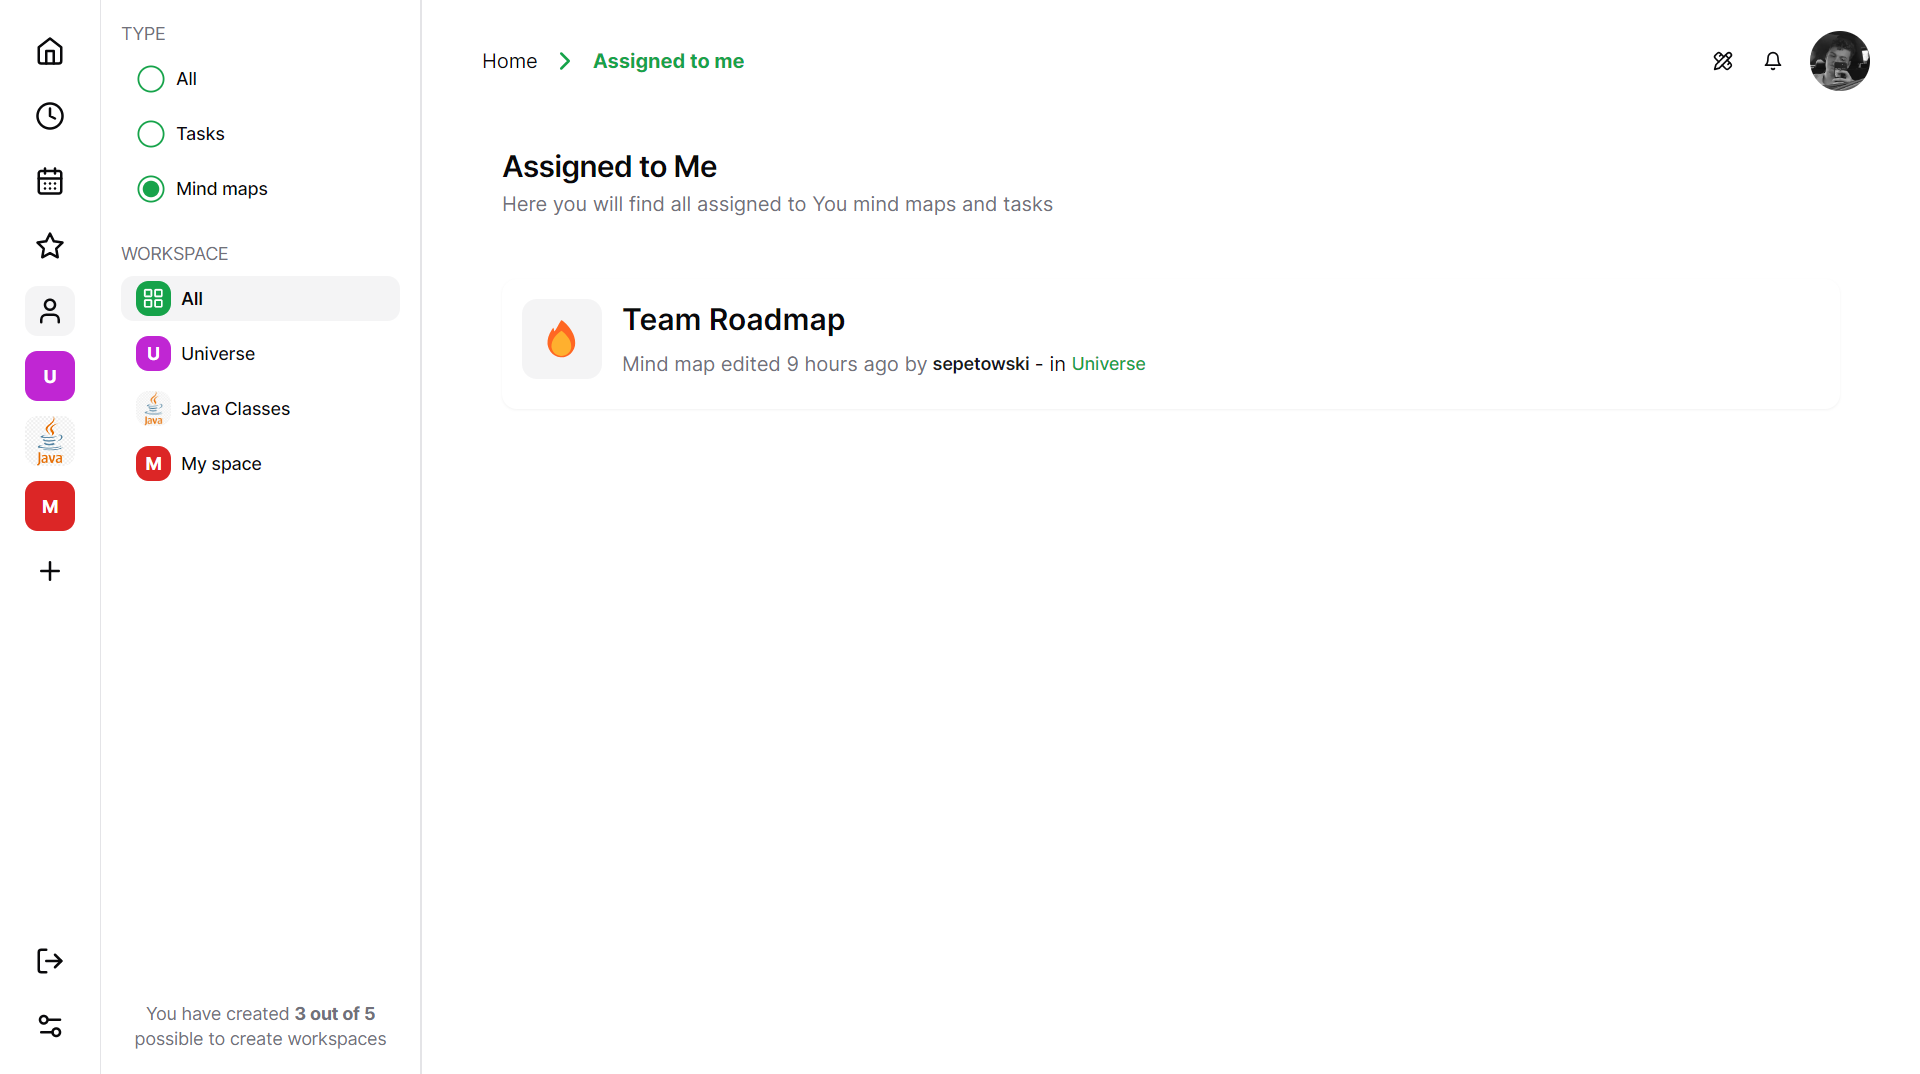 TYPE
All
Tasks
Mind maps
WORKSPACE
All
U Universe
Java Java Classes
M My space
You have created 3 out of 5
possible to create workspaces
U
Java
M
Home Assigned to me
Assigned to Me
Here you will find all assigned to You mind maps and tasks
Team Roadmap
Mind map edited 9 hours ago by sepetowski - in Universe